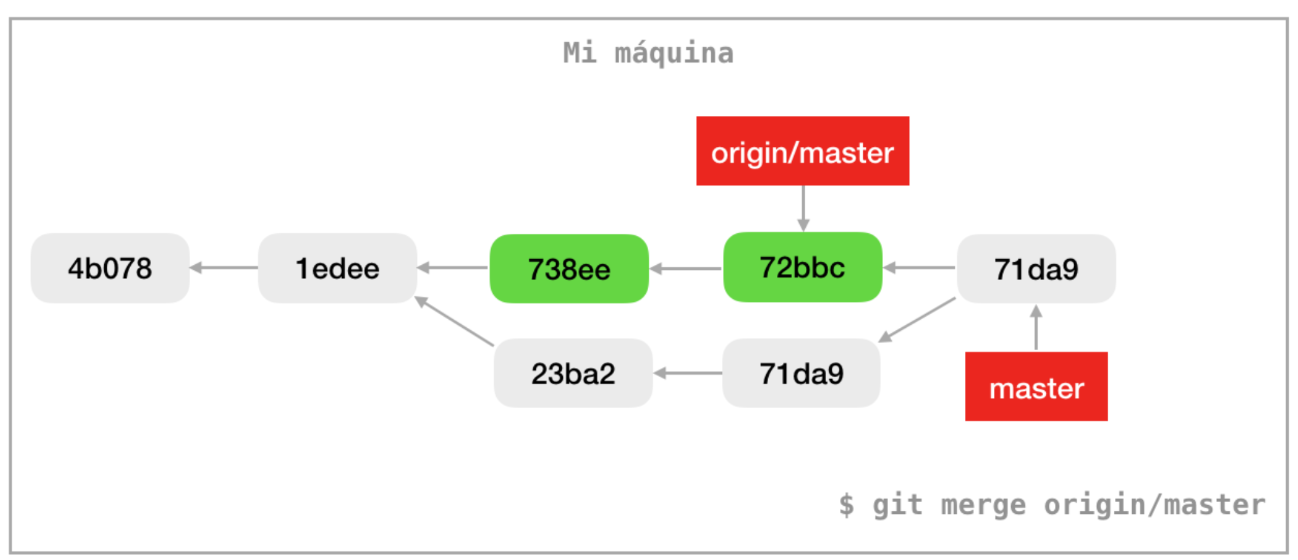 Mi máquina
origin/master
4b078
1edee
738ee
72bbc
71da9
23ba2
71da9
master
$ git merge origin/master